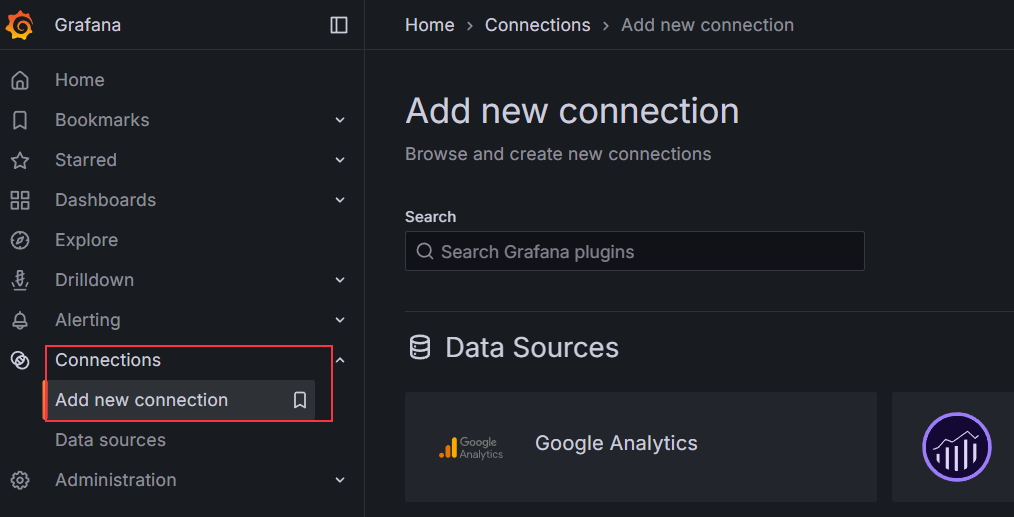 Grafana
Home
Bookmarks
Starred
Dashboards
Explore
Drilldown
Alerting
Connections
Add new connection
Data sources
Administration
Home > Connections > Add new connection
Add new connection
Browse and create new connections
Search
Search Grafana plugins
Data Sources
Google
Analytics
Google Analytics